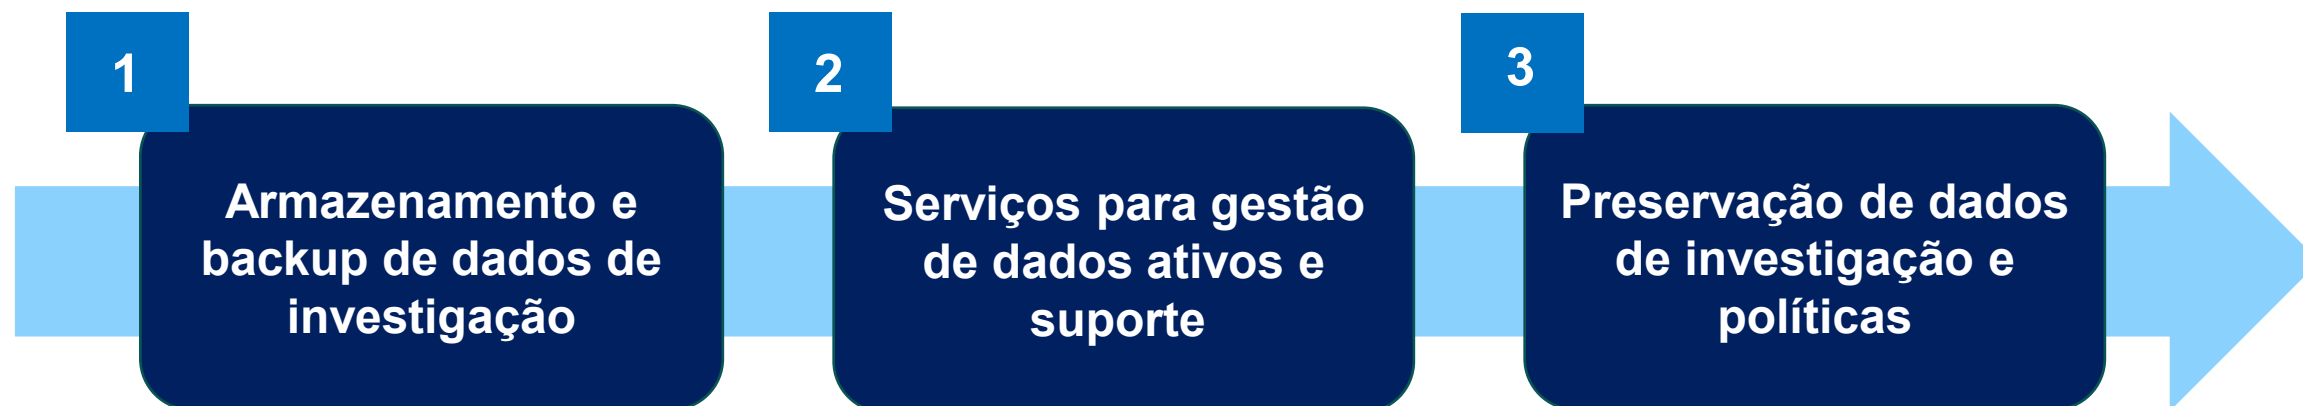 1
Armazenamento e
backup de dados de
investigação
2
Serviços para gestão
de dados ativos e
suporte
3
Preservação de dados
de investigação e
políticas